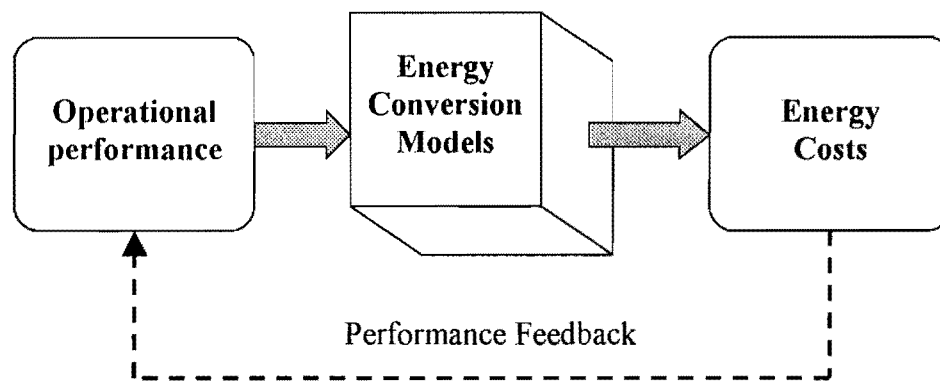 Operational
performance
Energy
Conversion
Models
Energy
Costs
Performance Feedback